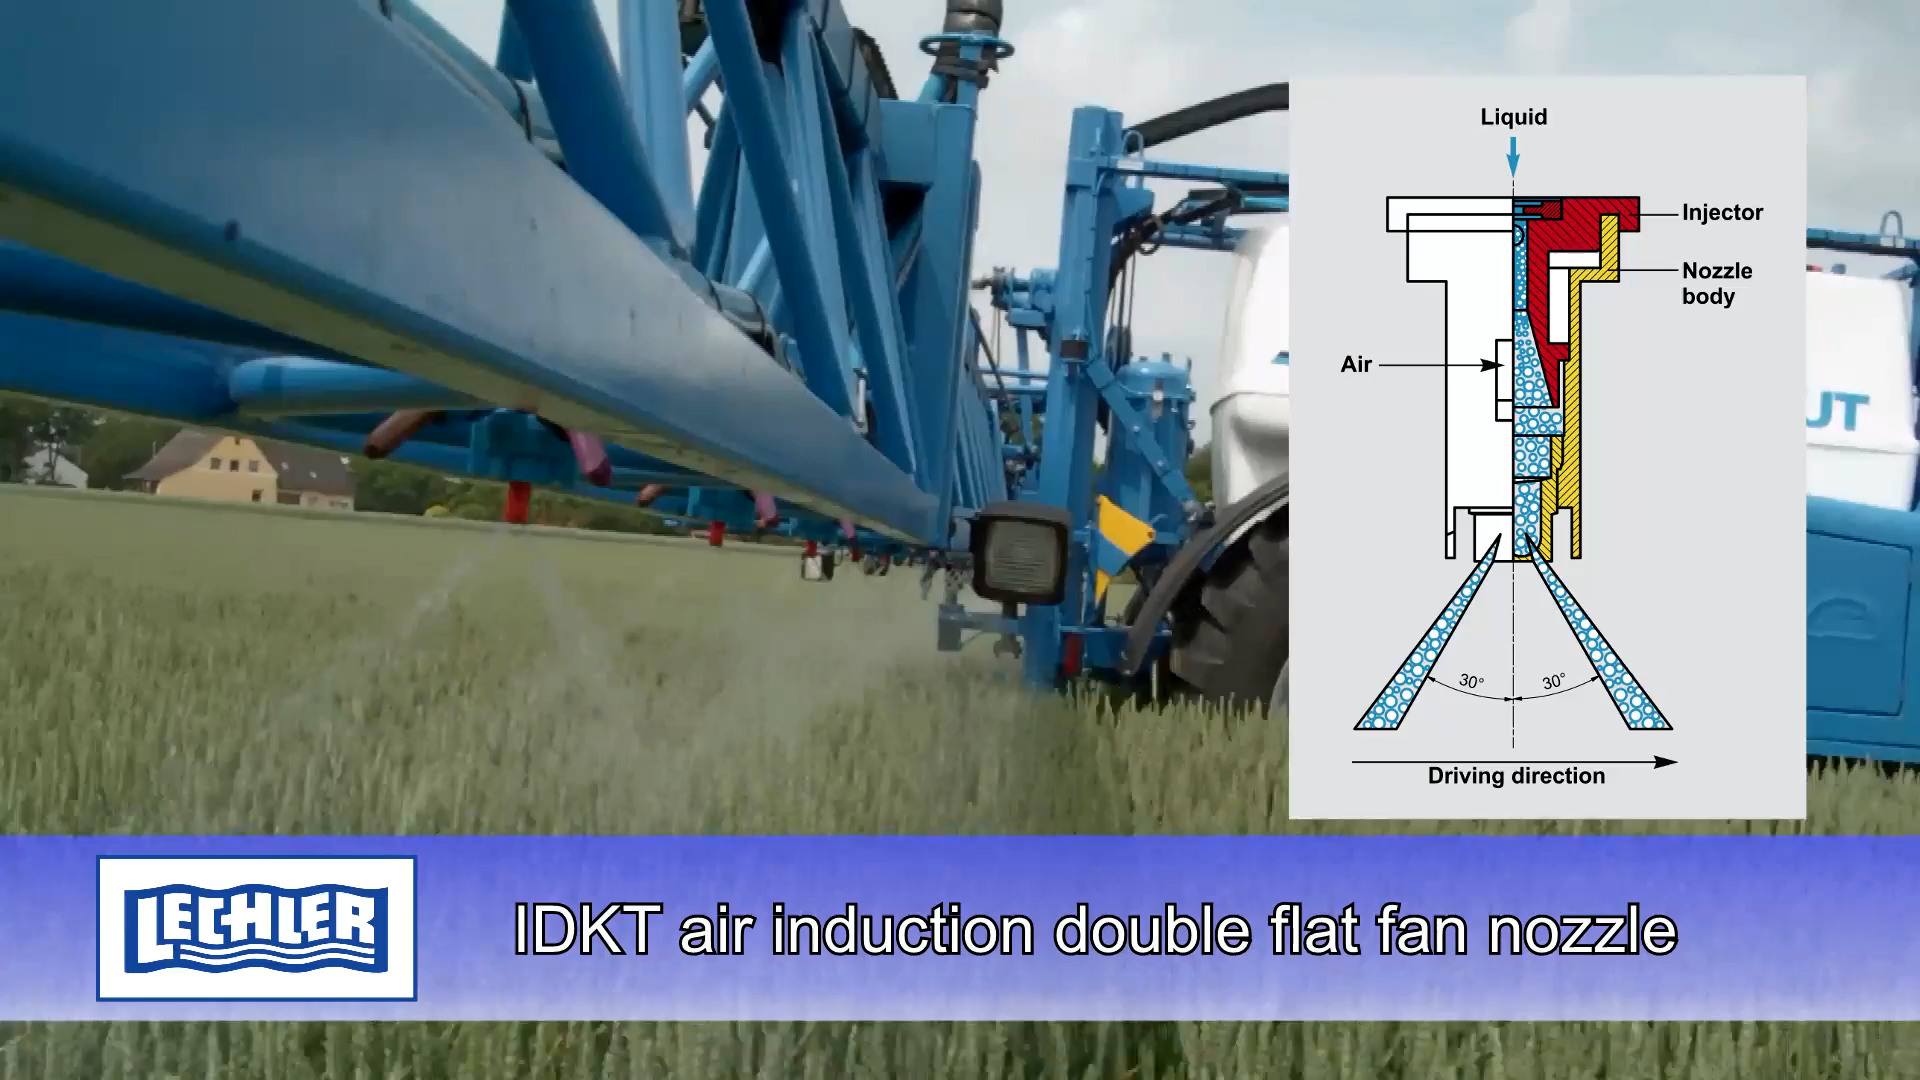 Liquid
Injector
Nozzle
body
Air
30° 30°
Driving direction
UT
LECHLER
IDKT air induction double flat fan nozzle